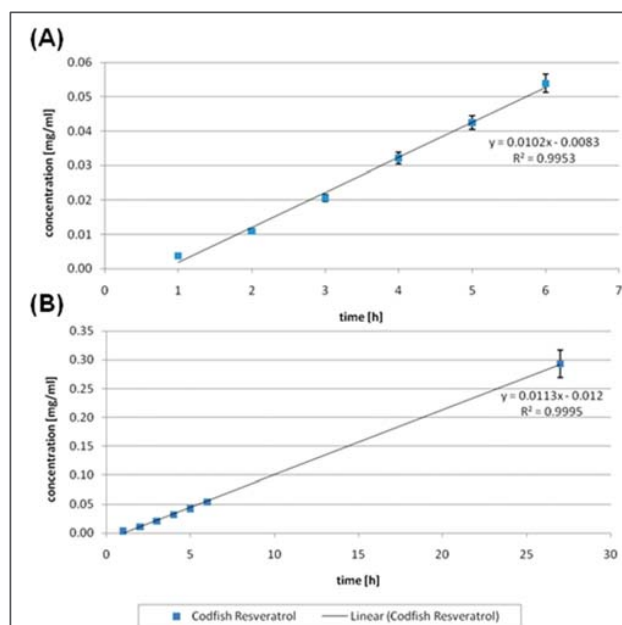 (A)
0.06
0.05
0.04
0.03
0.02
0.01
0.00
concentration [mg/ml]
y = 0.0102x - 0.0083
R² = 0.9953
0 1 2 3 4 5 6 7
time [h]
(B)
0.35
0.30
0.25
0.20
0.15
0.10
0.05
0.00
concentration [mg/ml]
y = 0.0113x - 0.012
R² = 0.9995
0 5 10 15 20 25 30
time [h]
Codfish Resveratrol Linear (Codfish Resveratrol)